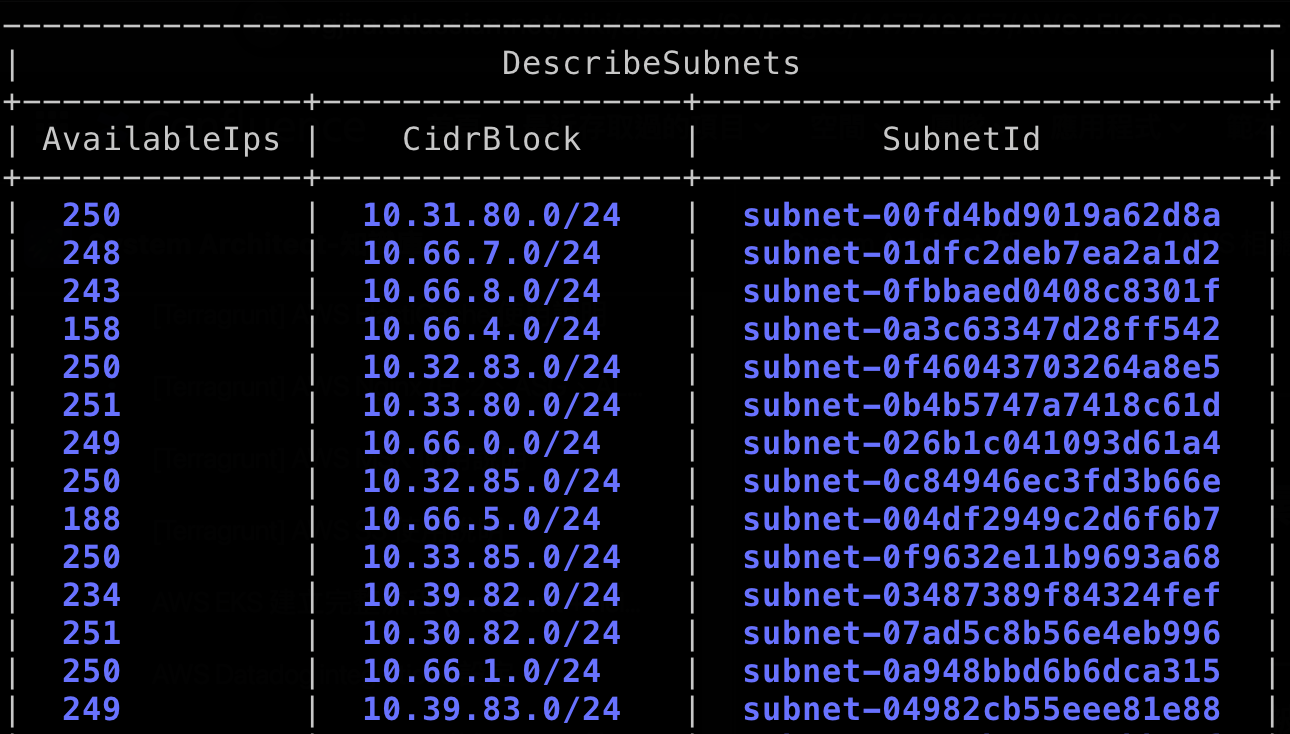 DescribeSubnets
AvailableIps | CidrBlock | SubnetId
250 | 10.31.80.0/24 | subnet-00fd4bd9019a62d8a
248 | 10.66.7.0/24 | subnet-01dfc2deb7ea2a1d2
243 | 10.66.8.0/24 | subnet-0fbbaed0408c8301f
158 | 10.66.4.0/24 | subnet-0a3c63347d28ff542
250 | 10.32.83.0/24 | subnet-0f46043703264a8e5
251 | 10.33.80.0/24 | subnet-0b4b5747a7418c61d
249 | 10.66.0.0/24 | subnet-026b1c041093d61a4
250 | 10.32.85.0/24 | subnet-0c84946ec3fd3b66e
188 | 10.66.5.0/24 | subnet-004df2949c2d6f6b7
250 | 10.33.85.0/24 | subnet-0f9632e11b9693a68
234 | 10.39.82.0/24 | subnet-03487389f84324fef
251 | 10.30.82.0/24 | subnet-07ad5c8b56e4eb996
250 | 10.66.1.0/24 | subnet-0a948bbd6b6dca315
249 | 10.39.83.0/24 | subnet-04982cb55eee81e88